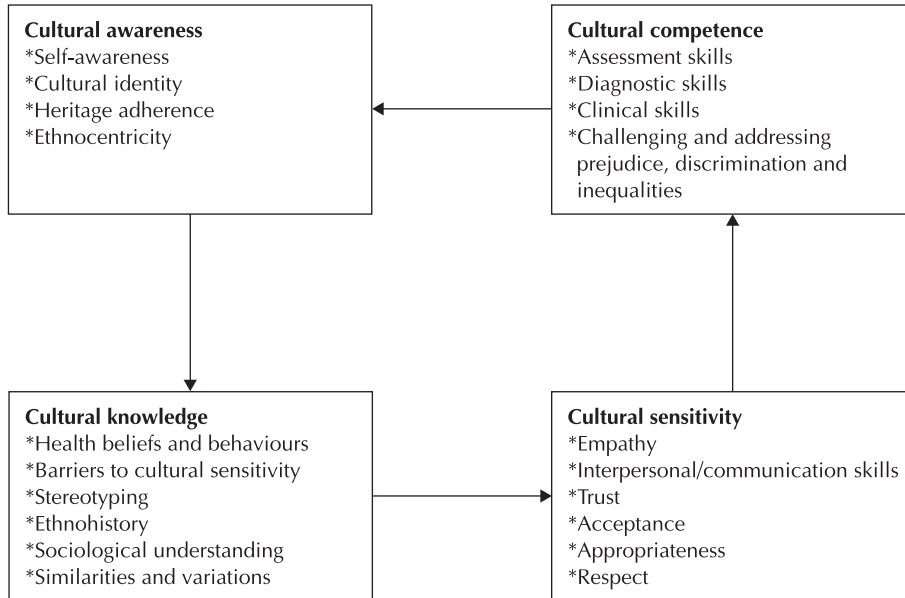 Cultural awareness
*Self-awareness
*Cultural identity
*Heritage adherence
*Ethnocentricity
Cultural competence
*Assessment skills
*Diagnostic skills
*Clinical skills
*Challenging and addressing
prejudice, discrimination and
inequalities
Cultural knowledge
*Health beliefs and behaviours
*Barriers to cultural sensitivity
*Stereotyping
*Ethnohistory
*Sociological understanding
*Similarities and variations
Cultural sensitivity
*Empathy
*Interpersonal/communication skills
*Trust
*Acceptance
*Appropriateness
*Respect